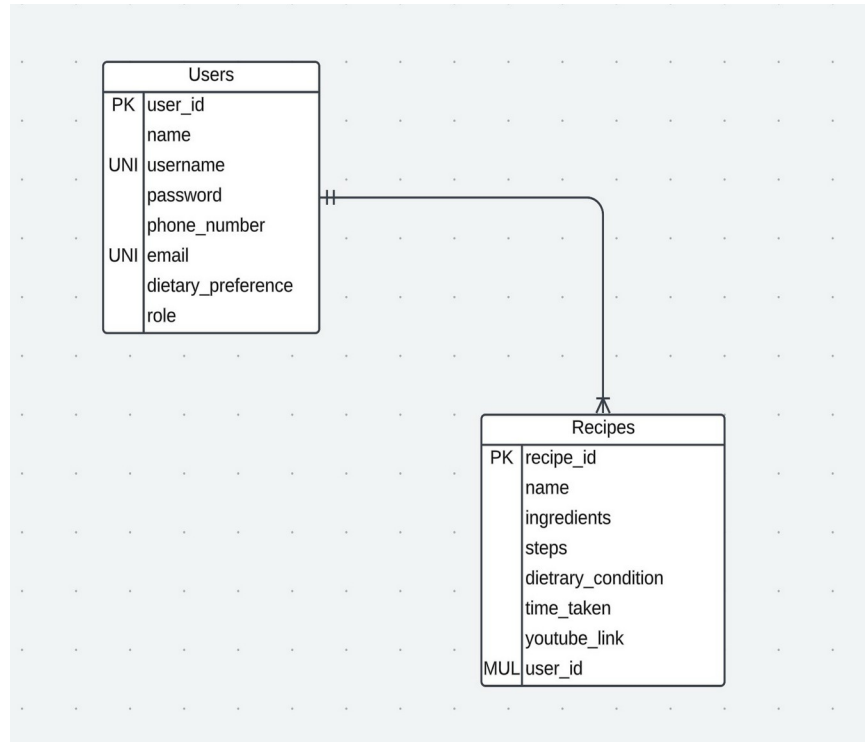 Users
PK user_id
name
UNI username
password
phone_number
UNI email
dietary_preference
role
Recipes
PK recipe_id
name
ingredients
steps
dietrary_condition
time_taken
youtube_link
MUL user_id